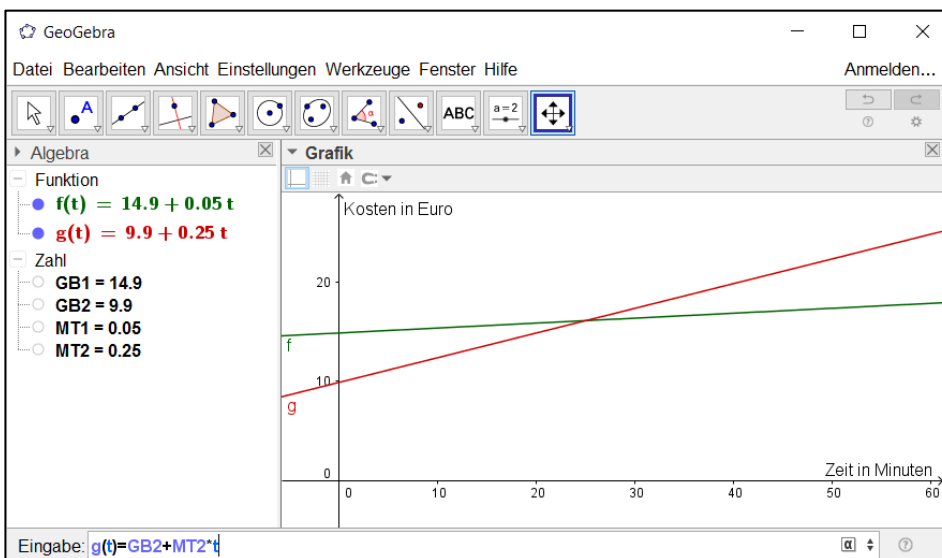 GeoGebra
Datei Bearbeiten Ansicht Einstellungen Werkzeuge Fenster Hilfe Anmelden...
A α ABC a=2
Algebra
Grafik
Funktion
f(t) = 14.9 + 0.05 t
g(t) = 9.9 + 0.25 t
Zahl
GB1 = 14.9
GB2 = 9.9
MT1 = 0.05
MT2 = 0.25
Kosten in Euro
20
f
10
g
0
Zeit in Minuten
0 10 20 30 40 50 60
Eingabe: g(t)=GB2+MT2*t α